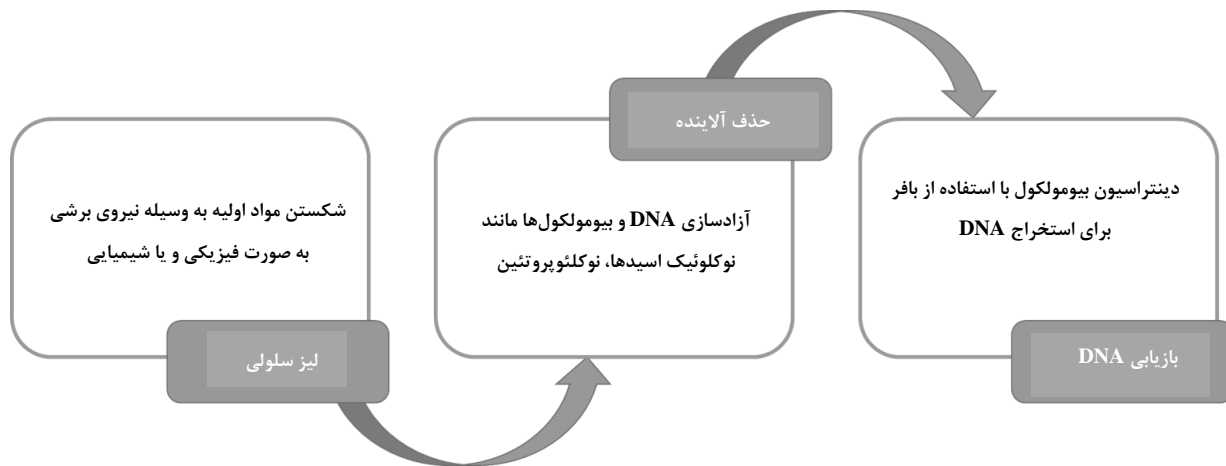 شکستن مواد اولیه به وسیله نیروی برشی
به صورت فیزیکی و یا شیمیایی
لیز سلولی
حذف آلاینده
آزادسازی DNA و بیومولکول‌ها مانند
نوکلوئیک اسیدها، نوکلئوپروتئین
دینتراسیون بیومولکول با استفاده از بافر
برای استخراج DNA
بازیابی DNA